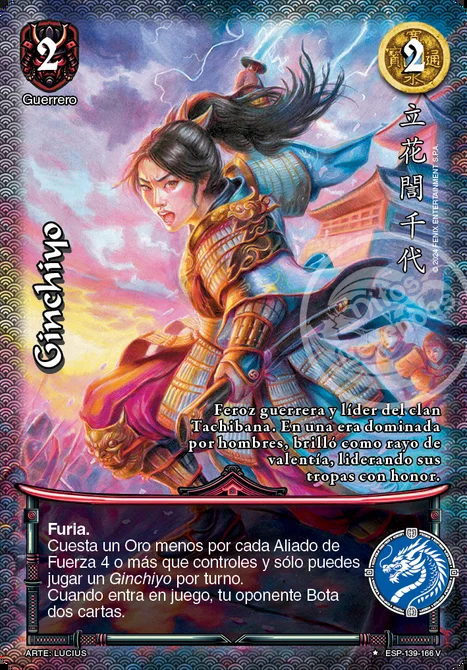 2
Guerrero
2
立花誾千代
© 2024 FENIX ENTERTAINMENT S.P.A.
Ginchiyo
Feroz guerrera y líder del clan
Tachibana. En una era dominada
por hombres, brilló como rayo de
valentía, liderando sus
tropas con honor.
Furia.
Cuesta un Oro menos por cada Aliado de
Fuerza 4 o más que controles y sólo puedes
jugar un Ginchiyo por turno.
Cuando entra en juego, tu oponente Bota
dos cartas.
ARTE: LUCIUS
ESP-139-166 V